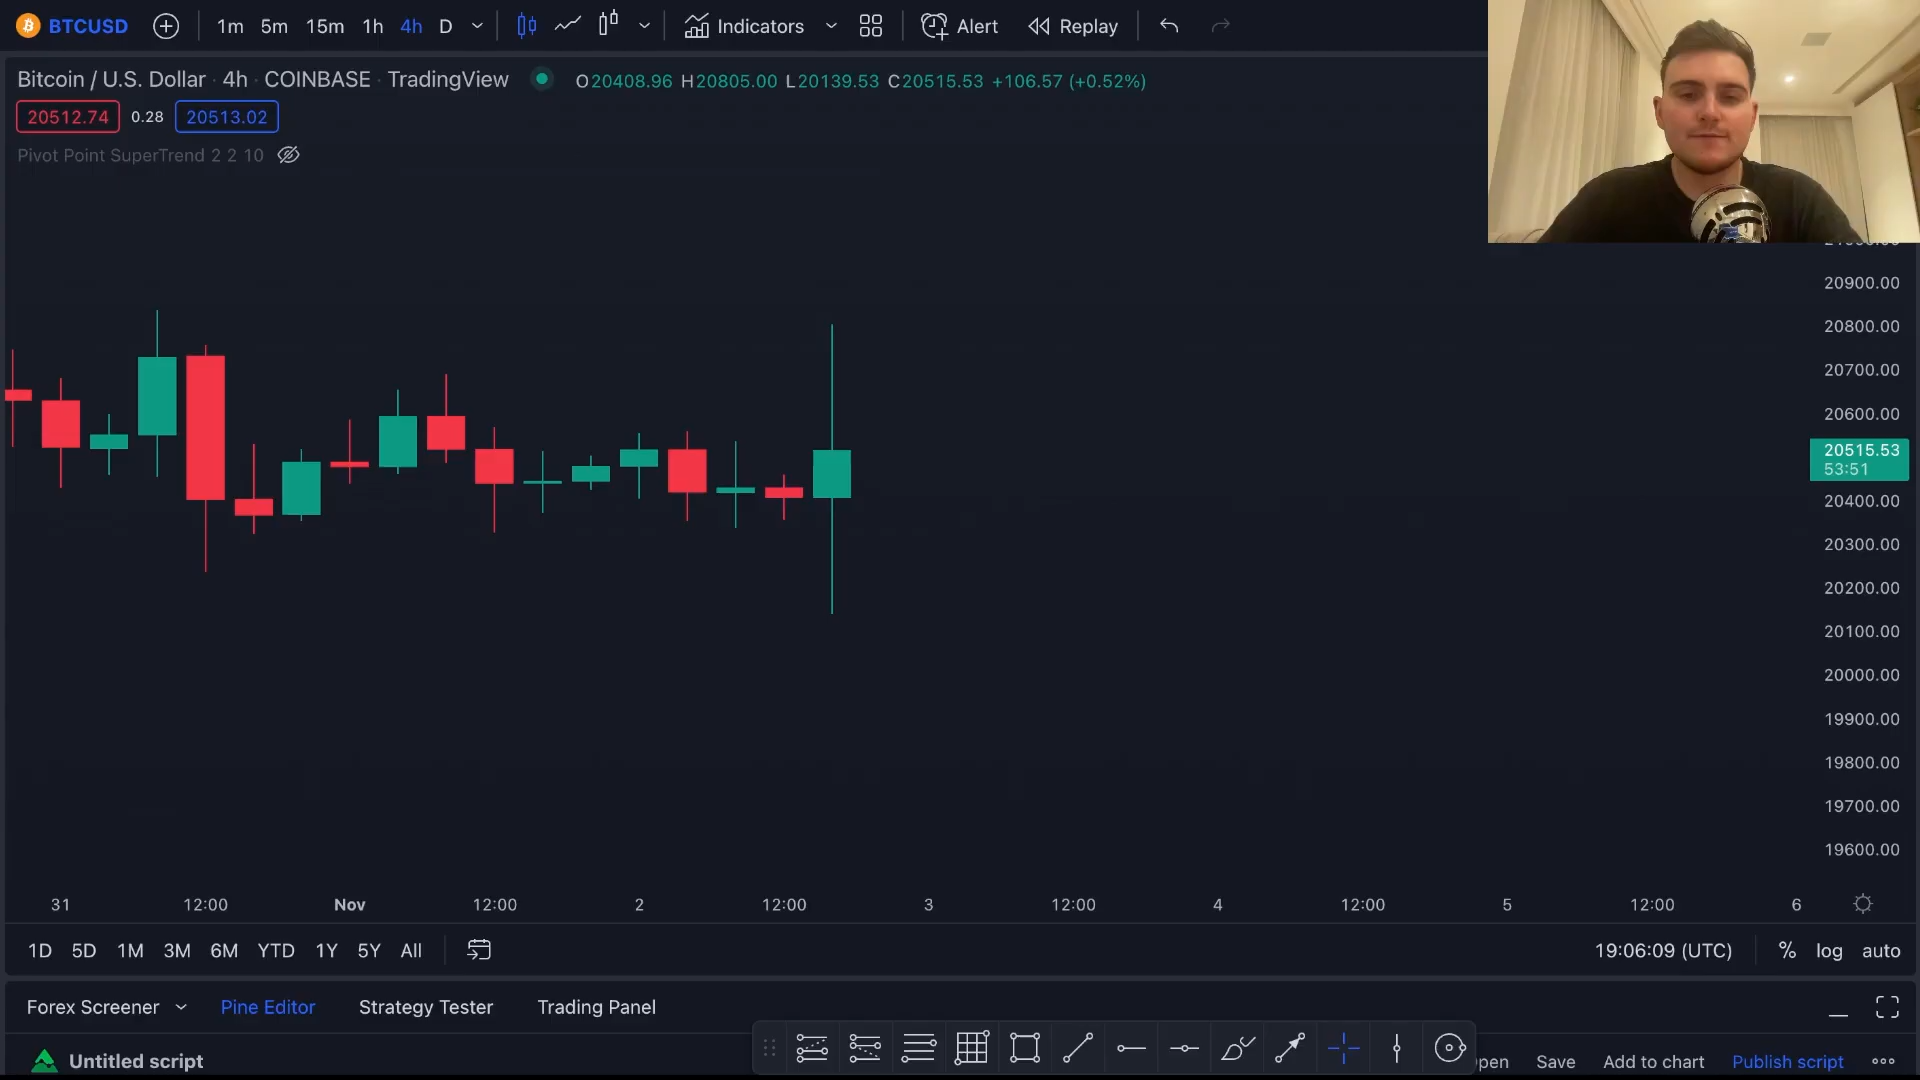 BTCUSD 1m 5m 15m 1h 4h D Indicators Alert Replay
Bitcoin / U.S. Dollar · 4h · COINBASE · TradingView O20408.96 H20805.00 L20139.53 C20515.53 +106.57 (+0.52%)
20512.74 0.28 20513.02
Pivot Point SuperTrend 2 2 10
20900.00
20800.00
20700.00
20600.00
20515.53
53:51
20400.00
20300.00
20200.00
20100.00
20000.00
19900.00
19800.00
19700.00
19600.00
31 12:00 Nov 12:00 2 12:00 3 12:00 4 12:00 5 12:00 6
1D 5D 1M 3M 6M YTD 1Y 5Y All 19:06:09 (UTC) % log auto
Forex Screener Pine Editor Strategy Tester Trading Panel
Untitled script Save Add to chart Publish script